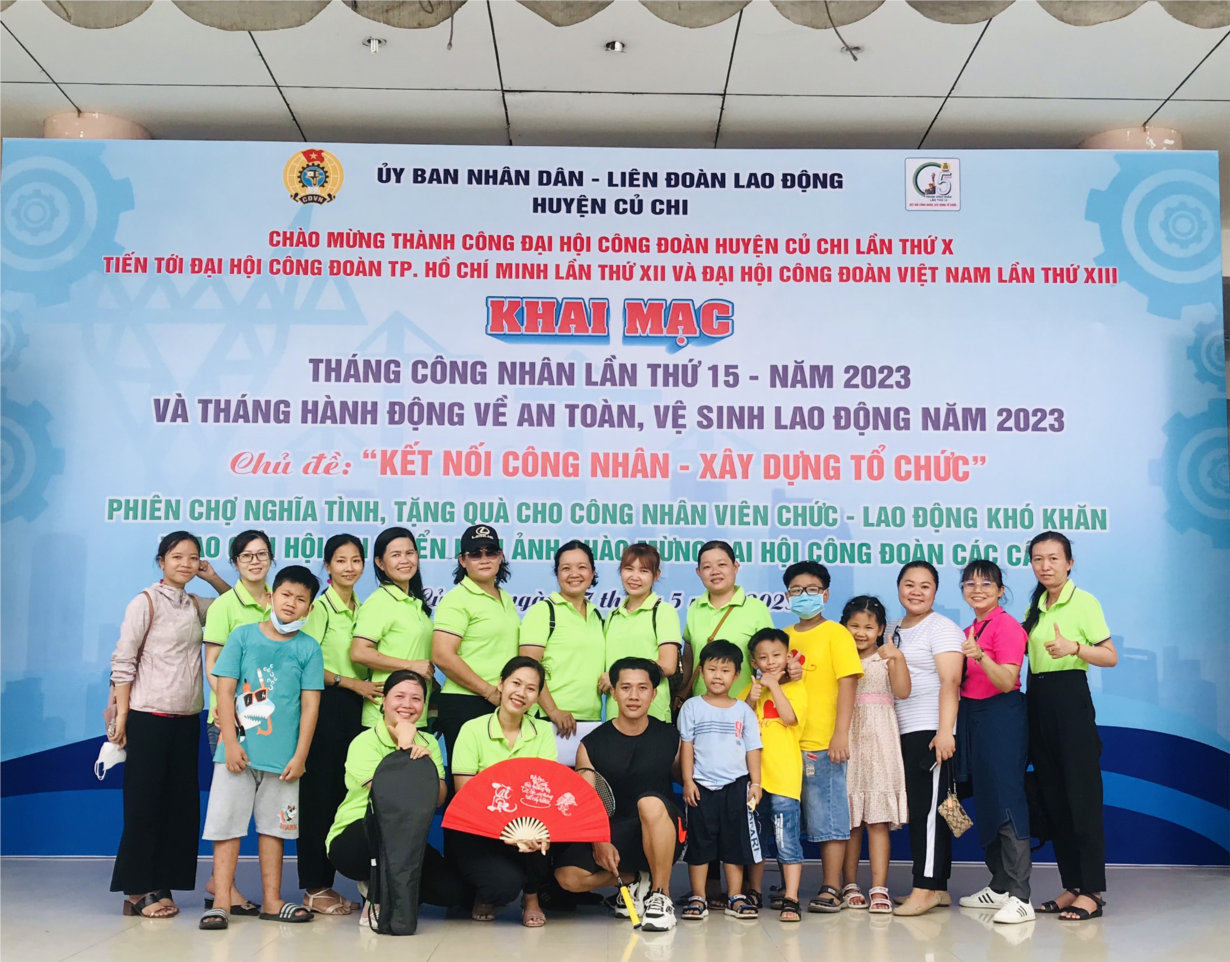 ỦY BAN NHÂN DÂN - LIÊN ĐOÀN LAO ĐỘNG
HUYỆN CỦ CHI
CĐVN
CHÀO MỪNG THÀNH CÔNG ĐẠI HỘI CÔNG ĐOÀN HUYỆN CỦ CHI LẦN THỨ X
TIẾN TỚI ĐẠI HỘI CÔNG ĐOÀN TP. HỒ CHÍ MINH LẦN THỨ XII VÀ ĐẠI HỘI CÔNG ĐOÀN VIỆT NAM LẦN THỨ XIII
KHAI MẠC
THÁNG CÔNG NHÂN LẦN THỨ 15 - NĂM 2023
VÀ THÁNG HÀNH ĐỘNG VỀ AN TOÀN, VỆ SINH LAO ĐỘNG NĂM 2023
Chủ đề: “KẾT NỐI CÔNG NHÂN - XÂY DỰNG TỔ CHỨC”
PHIÊN CHỢ NGHĨA TÌNH, TẶNG QUÀ CHO CÔNG NHÂN VIÊN CHỨC - LAO ĐỘNG KHÓ KHĂN
HỘI ẢNH CHÀO MỪNG ĐẠI HỘI CÔNG ĐOÀN CÁC
ngày 5
SHARK